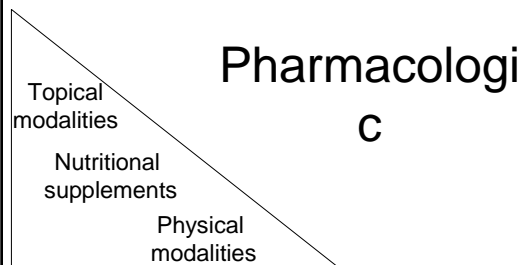 Pharmacologi
c
Topical
modalities
Nutritional
supplements
Physical
modalities